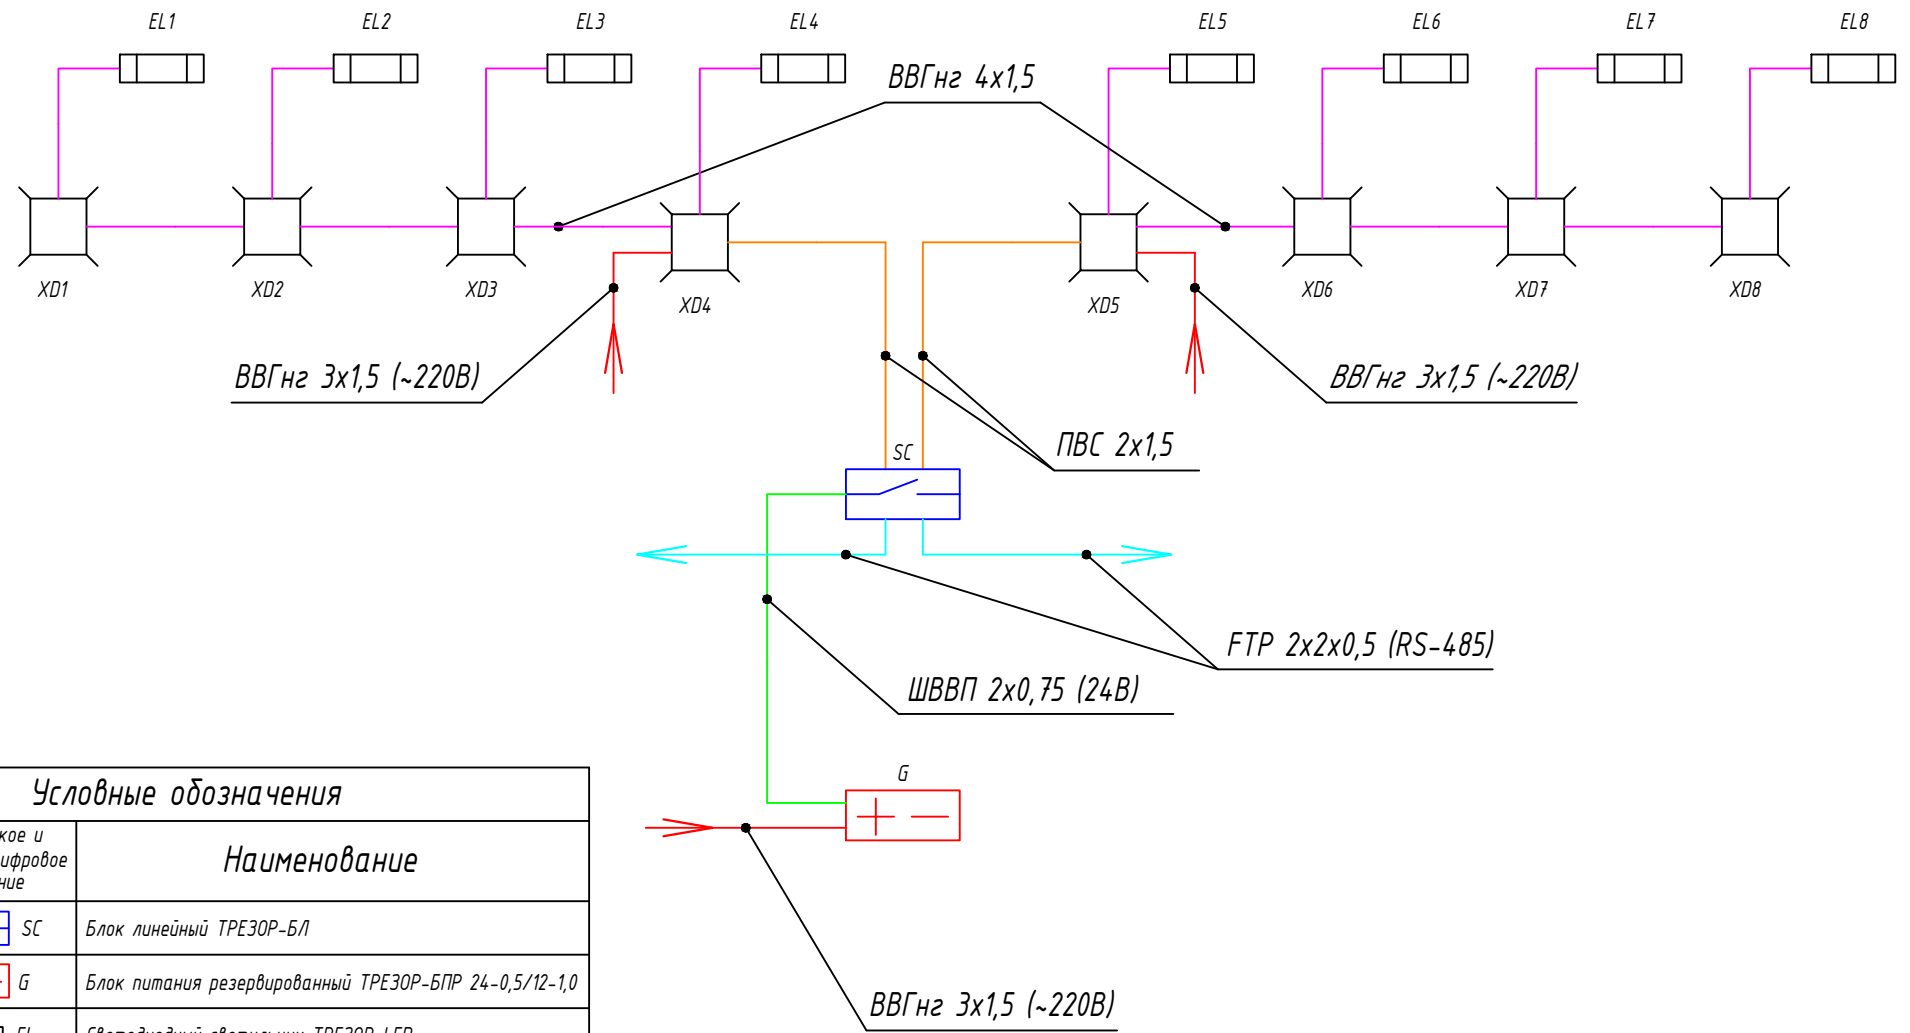 EL1 EL2 EL3 EL4 EL5 EL6 EL7 EL8
ВВГнг 4х1,5
XD1 XD2 XD3 XD4 XD5 XD6 XD7 XD8
ВВГнг 3х1,5 (~220В)
ВВГнг 3х1,5 (~220В)
ПВС 2х1,5
SC
FTP 2х2х0,5 (RS-485)
ШВВП 2х0,75 (24В)
G
ВВГнг 3х1,5 (~220В)
Условные обозначения
Наименование
SC Блок линейный ТРЕЗОР-БЛ
G Блок питания резервированный ТРЕЗОР-БПР 24-0,5/12-1,0